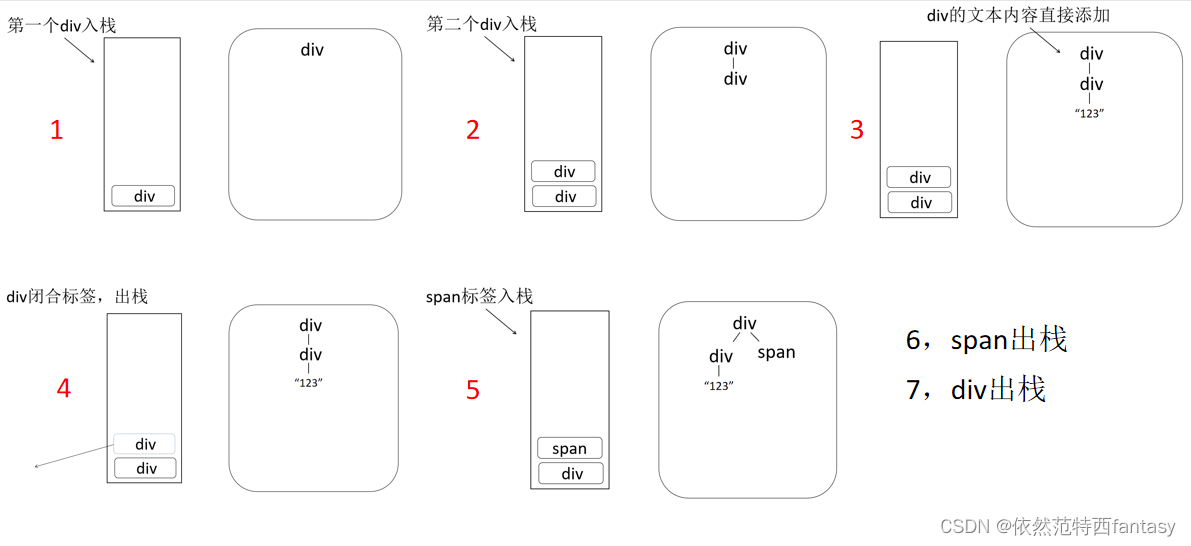 第一个div入栈
div
1
div
第二个div入栈
div
div
2
div
div
div的文本内容直接添加
div
div
“123”
3
div
div
div闭合标签，出栈
div
div
“123”
4
div
div
span标签入栈
div
div
span
“123”
5
span
div
6，span出栈
7，div出栈
CSDN @依然范特西fantasy